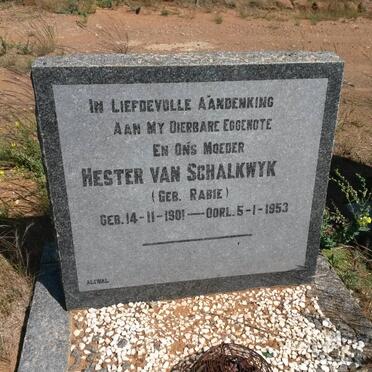 IN LIEFDEVOLLE AANDENKING
AAN MY DIERBARE EGGENOTE
EN ONS MOEDER
HESTER VAN SCHALKWYK
(GEB. RABIE)
GEB. 14-11-1901 — OORL. 5-1-1953
ALEWAL